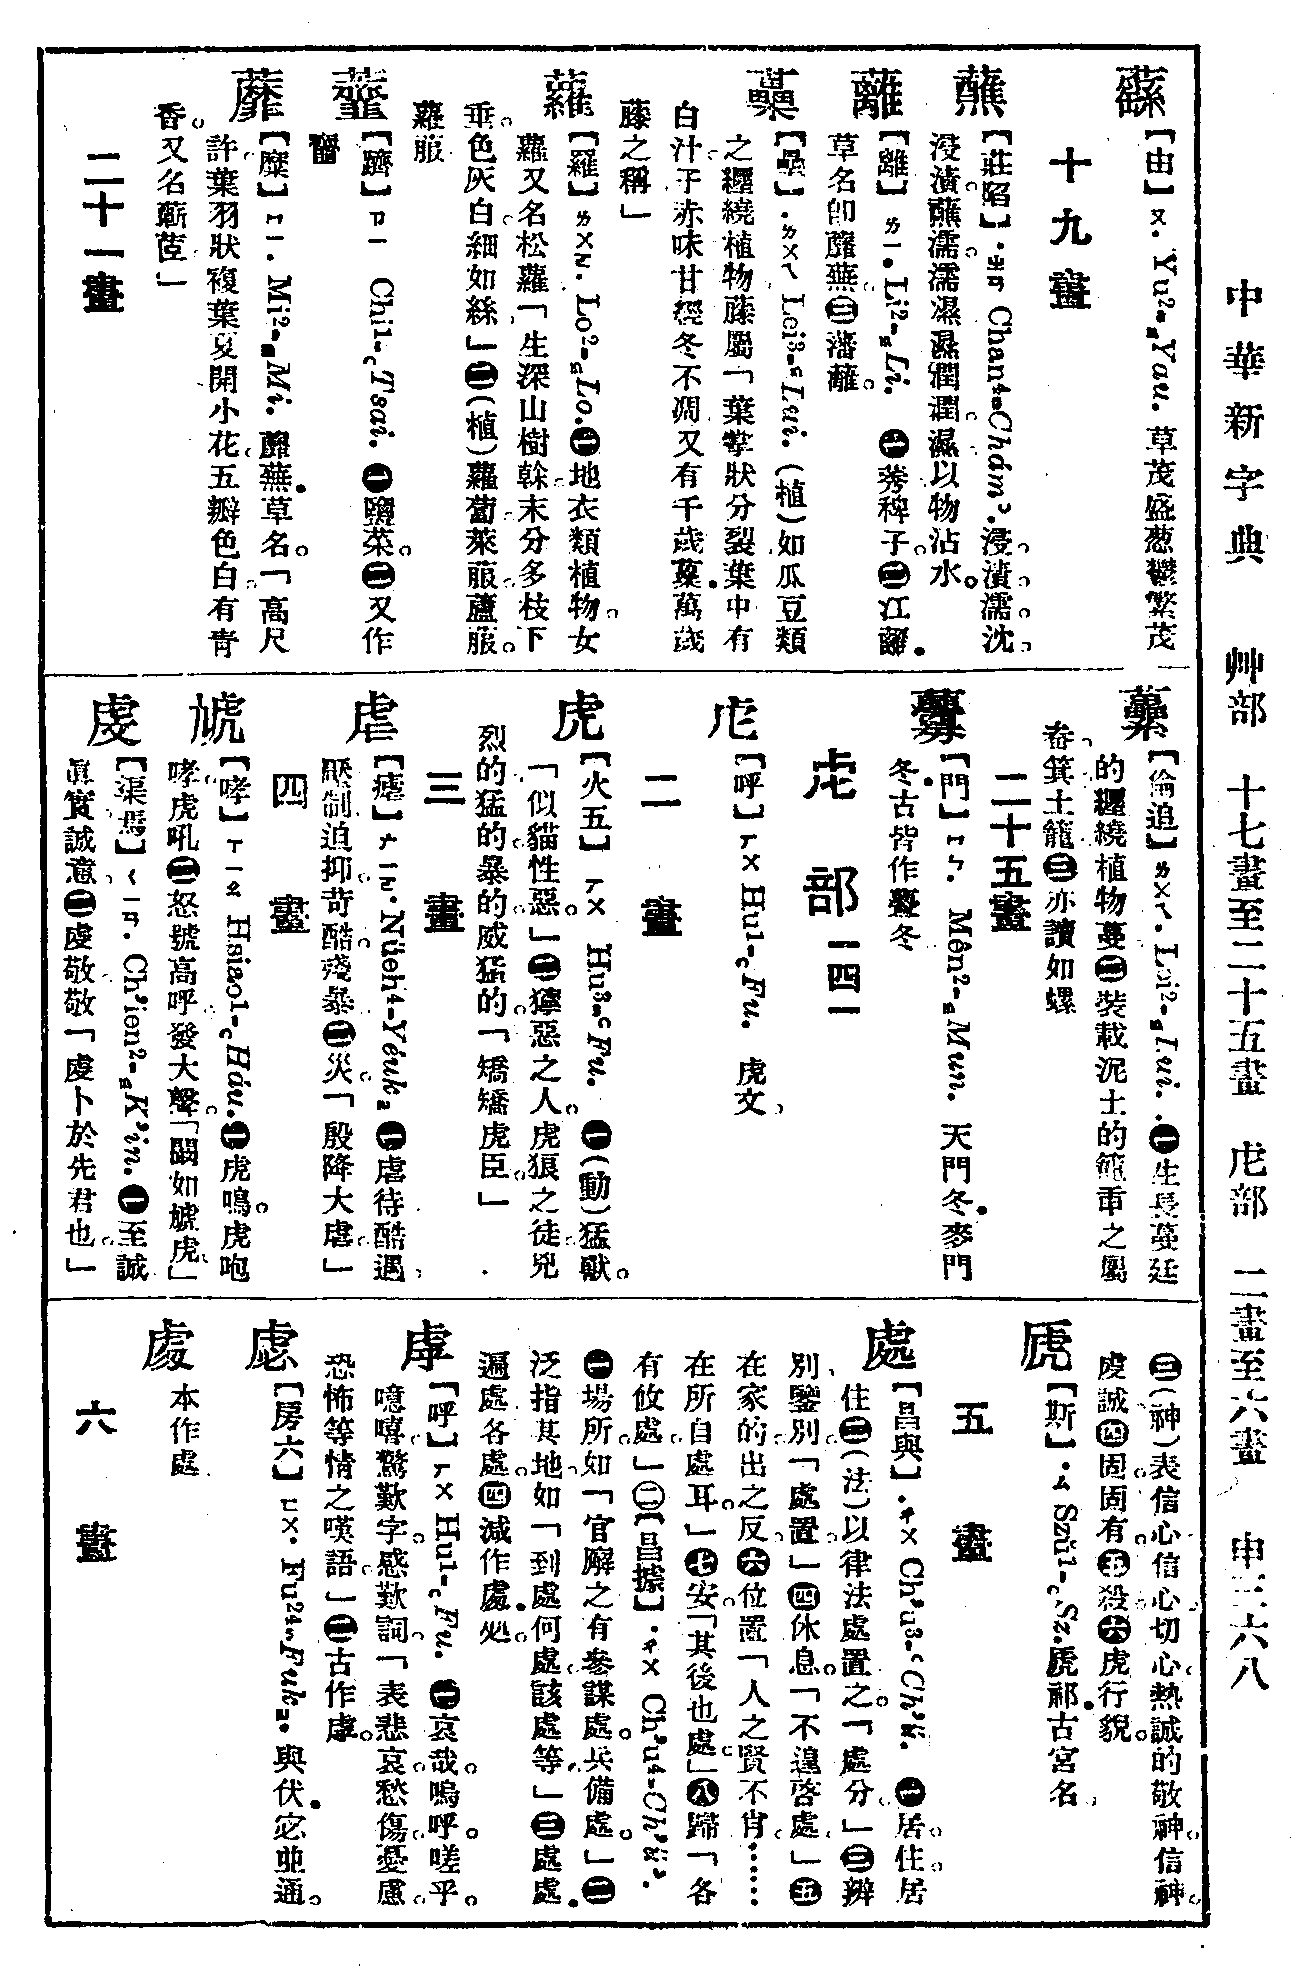 中華新字典 艸部 十七畫至二十五畫 虍部 二畫至六畫 申三六八
蘨
【由】ㄡ. Yu²-Yau. 草茂盛葱鬱繁茂
十九畫
蘸
【莊陷】.ㄓㄢ Chan⁴-Chám. 浸漬濡沈
浸漬蘸濡濡濕濕潤潤濕以物沾水
蘺
【離】ㄌㄧ. Li²-Li. ㊀莠稗子㊁江蘺
草名卽蘼蕪㊂藩蘺
虆
【壘】.ㄌㄨㄟ Lei³-Lui. (植)如瓜豆類
之纒繞植物藤屬「葉掌狀分裂葉中有
白汁子赤味甘經冬不凋又有千歲虆萬歲
藤之稱」
蘿
【羅】ㄌㄨㄛ. Lo²-Lo. ㊀地衣類植物女
蘿又名松蘿「生深山樹榦末分多枝下
垂色灰白細如絲」㊁(植)蘿蔔萊菔蘆菔
蘿菔
虀
【躋】ㄐㄧ Chi¹-Tsai. ㊀鹽菜㊁又作
齏
蘼
【糜】ㄇㄧ. Mi²-Mi. 蘼蕪草名「高尺
許葉羽狀複葉夏開小花五瓣色白有青
香又名蘄茝」
二十一畫
虆
【倫追】ㄌㄨㄟ. Lei²-Lui. ㊀生長蔓延
的纒繞植物蔓㊁裝載泥土的籠車之屬
畚箕土籠㊂亦讀如螺
二十五畫
虋
【門】ㄇㄣ. Mên²-Mun. 天門冬麥門
冬古皆作虋冬
虍部 一四一
虍
【呼】ㄏㄨ Hu¹-Fu. 虎文
二畫
虎
【火五】ㄏㄨ Hu³-Fu. ㊀(動)猛獸
「似貓性惡」㊁獰惡之人虎狼之徒兇
烈的猛的暴的威猛的「矯矯虎臣」
三畫
虐
【瘧】ㄋㄩㄝ. Nüeh⁴-Yéuk ㊀虐待酷遇
壓制迫抑苛酷殘暴㊁災「殷降大虐」
四畫
虓
【哮】ㄒㄧㄠ Hsiao¹-Háu. ㊀虎鳴虎咆
哮虎吼㊁怒號高呼發大聲「闞如虓虎」
虔
【渠焉】ㄑㄧㄢ. Ch'ien²-K'in. ㊀至誠
眞實誠意㊁虔敬敬「虔卜於先君也」
㊂(神)表信心信心切心熱誠的敬神信神
虔誠㊃固固有㊄殺㊅虎行貌
虒
【斯】.ㄙ Szŭ¹-Sz. 虒祁古宮名
五畫
處
【昌與】.ㄔㄨ Ch'u³-Ch'ü. ㊀居住居
住㊁(法)以律法處置之「處分」㊂辨
別鑒別「處置」㊃休息「不遑啓處」㊄
在家的出之反㊅位置「人之賢不肖……
在所自處耳」㊆安「其後也處」㊇歸「各
有攸處」㊁【昌據】.ㄔㄨ Ch'u⁴-Ch'ü.
㊀場所如「官廨之有參謀處兵備處」㊁
泛指其地如「到處何處該處等」㊂處處
遍處各處㊃減作處処
虖
【呼】ㄏㄨ Hu¹-Fu. ㊀哀哉嗚呼嗟乎
噫嘻驚歎字感歎詞「表悲哀愁傷憂慮
恐怖等情之嘆語」㊁古作虖
虙
【房六】ㄈㄨ. Fu²⁴-Fuk. 與伏宓並通
䖏
本作處
六畫